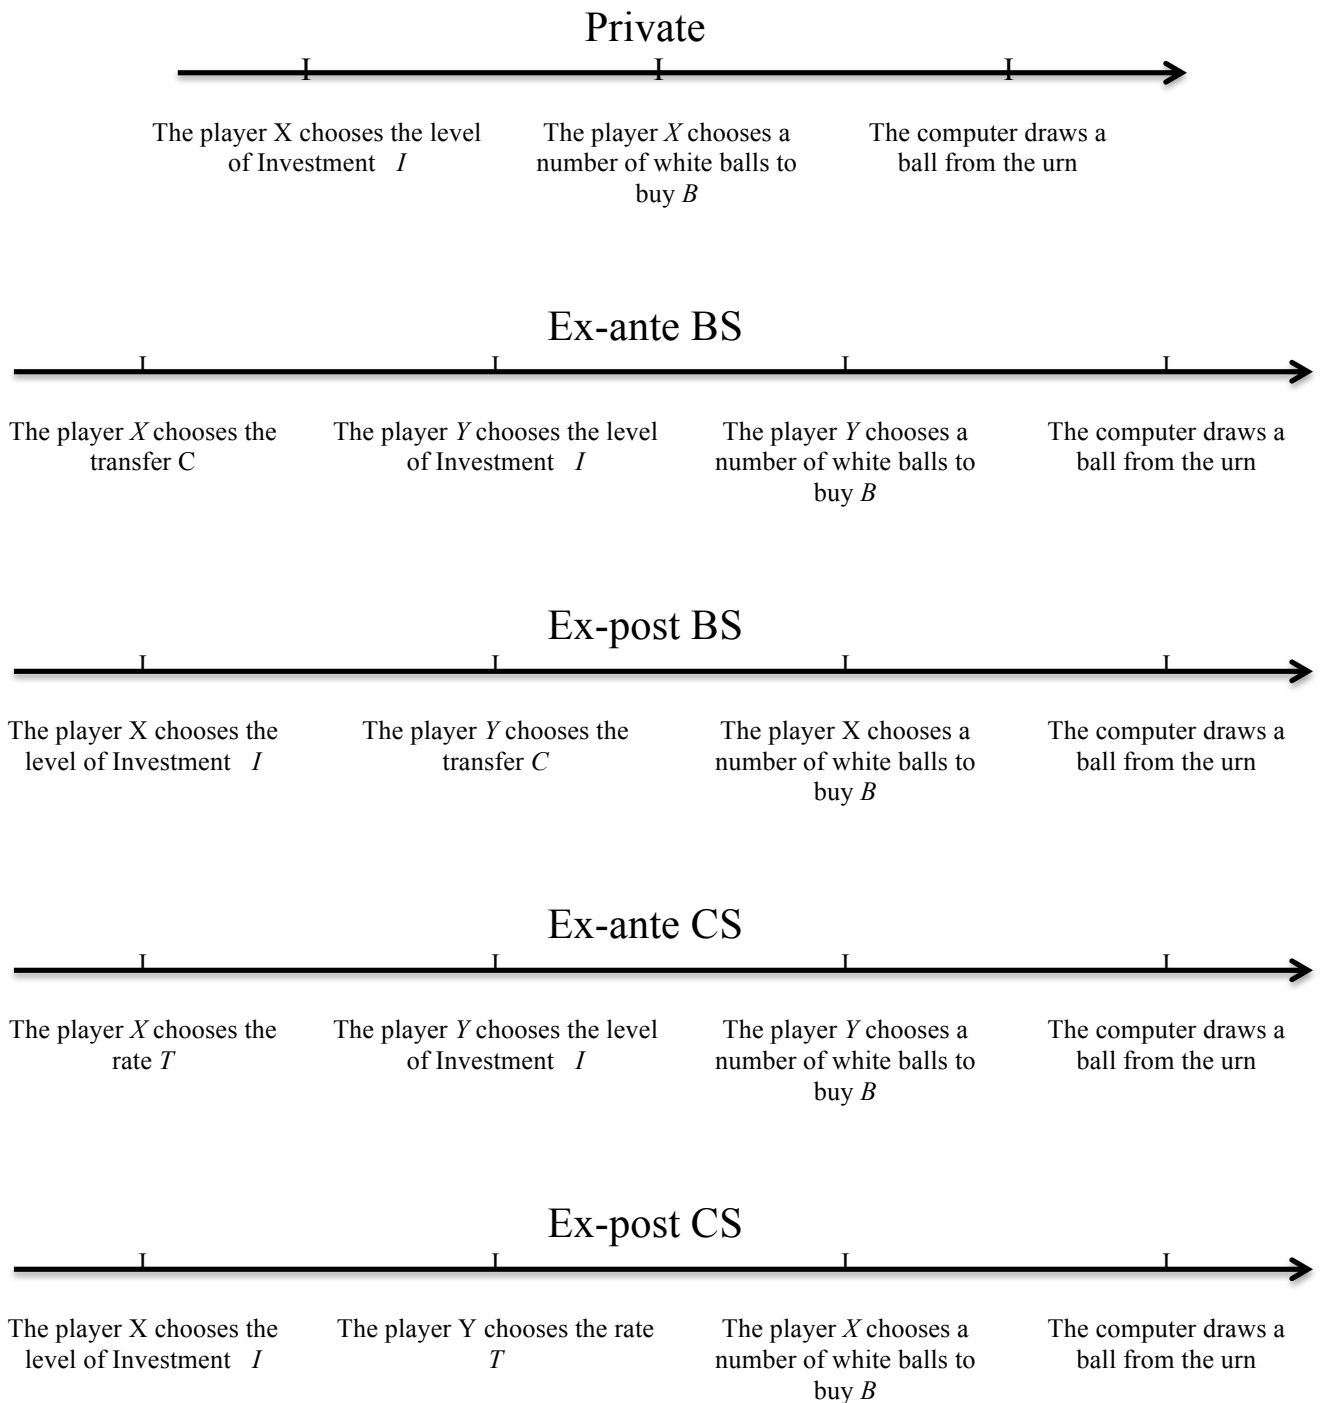 Private
I I I
The player X chooses the level
of Investment I
The player X chooses a
number of white balls to
buy B
The computer draws a
ball from the urn
Ex-ante BS
I I I I
The player X chooses the
transfer C
The player Y chooses the level
of Investment I
The player Y chooses a
number of white balls to
buy B
The computer draws a
ball from the urn
Ex-post BS
I I I I
The player X chooses the
level of Investment I
The player Y chooses the
transfer C
The player X chooses a
number of white balls to
buy B
The computer draws a
ball from the urn
Ex-ante CS
I I I I
The player X chooses the
rate T
The player Y chooses the level
of Investment I
The player Y chooses a
number of white balls to
buy B
The computer draws a
ball from the urn
Ex-post CS
I I I I
The player X chooses the
level of Investment I
The player Y chooses the rate
T
The player X chooses a
number of white balls to
buy B
The computer draws a
ball from the urn